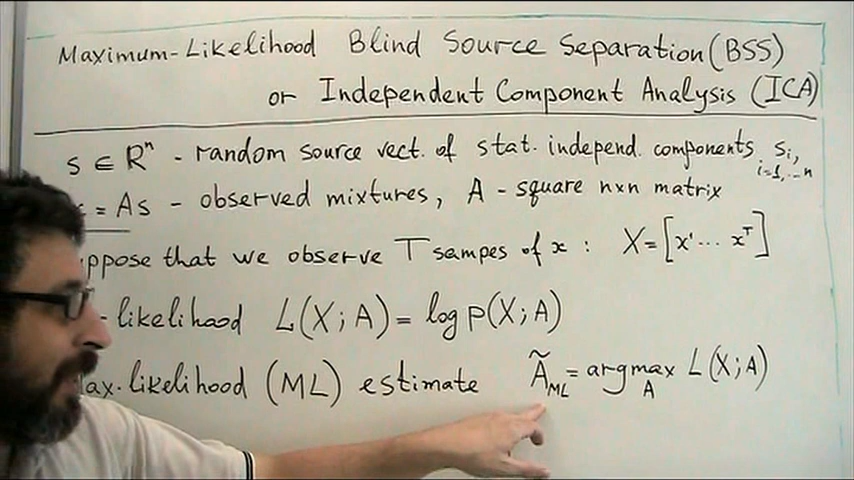 Maximum-Likelihood Blind Source Separation (BSS)
or Independent Component Analysis (ICA)
s ∈ Rⁿ - random source vect. of stat. independ. components sᵢ, i=1,...n
= As - observed mixtures, A - square n×n matrix
ppose that we observe T sampes of x : X = [x¹ ... xᵀ]
-likelihood L(X; A) = log p(X; A)
ax.likelihood (ML) estimate Ã_ML = argmax_A L(X; A)